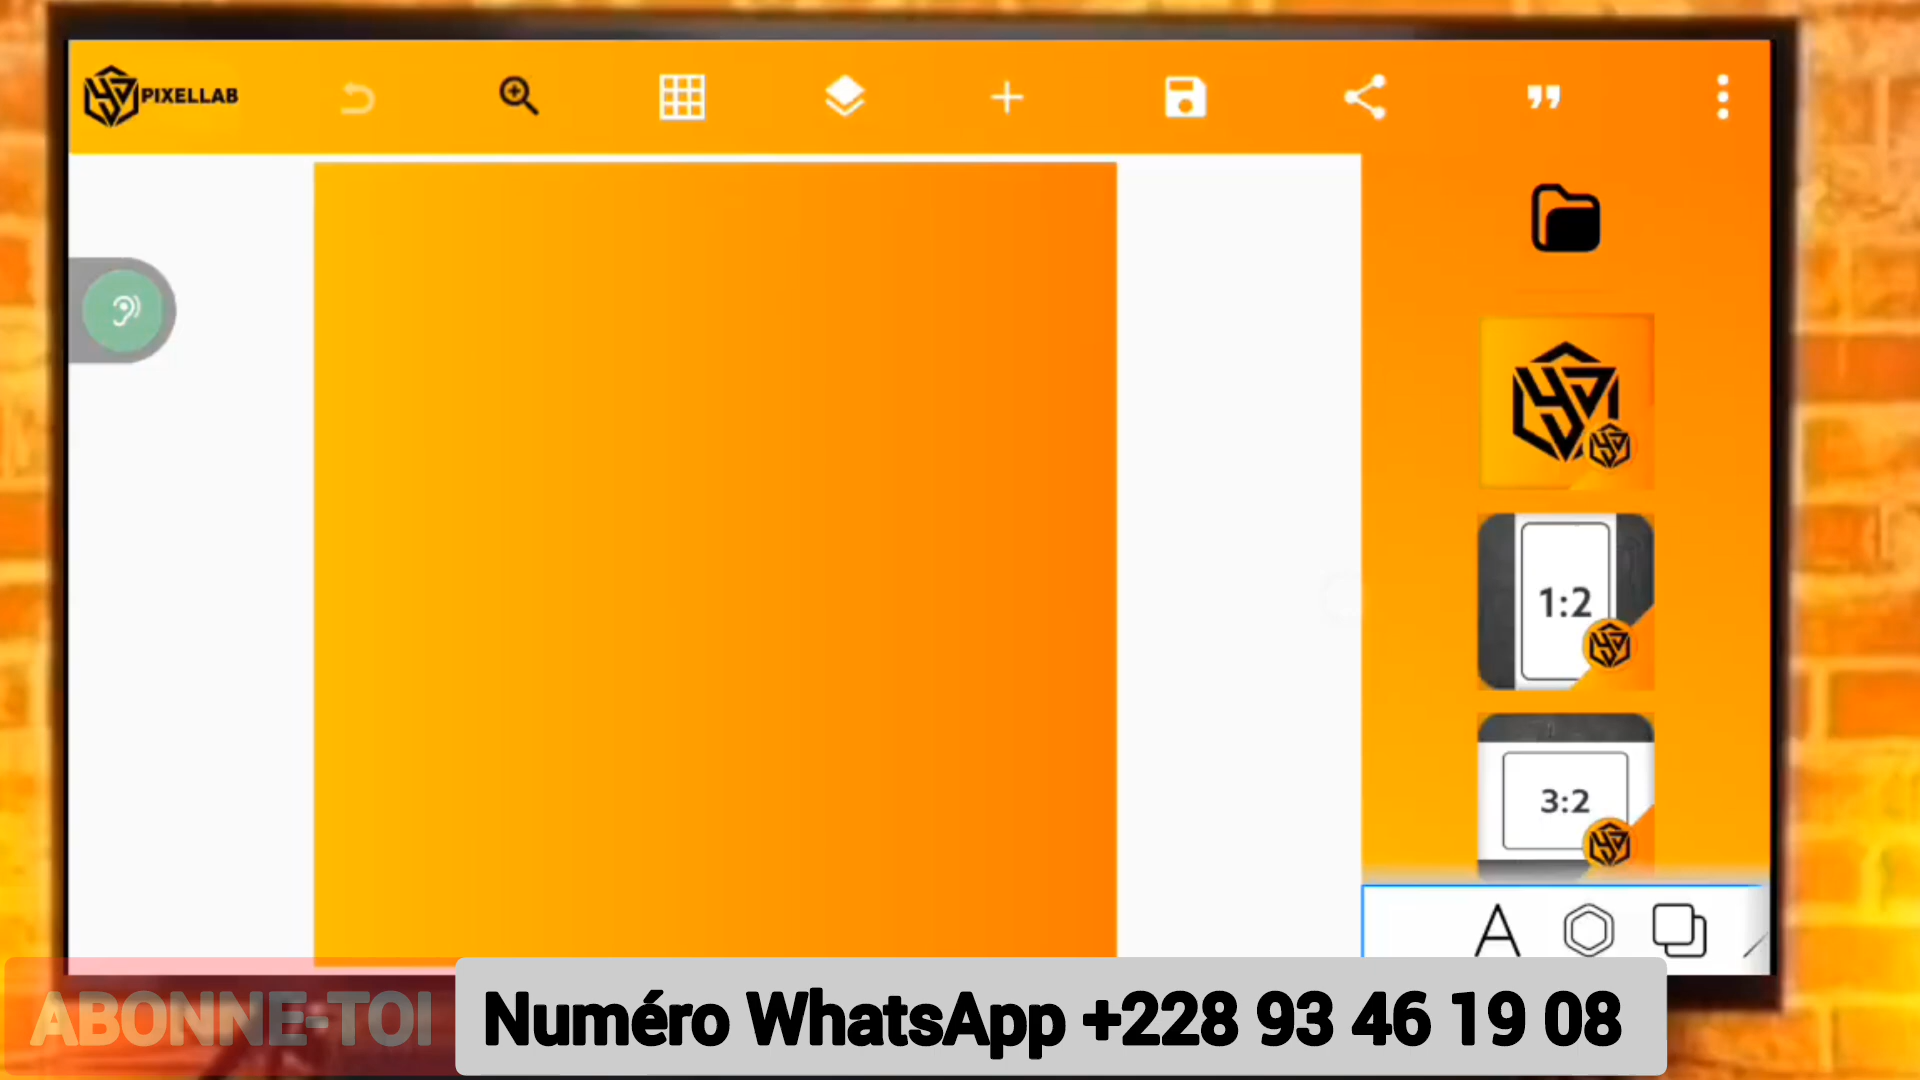 PIXELLAB
1:2
3:2
ABONNE-TOI
Numéro WhatsApp +228 93 46 19 08